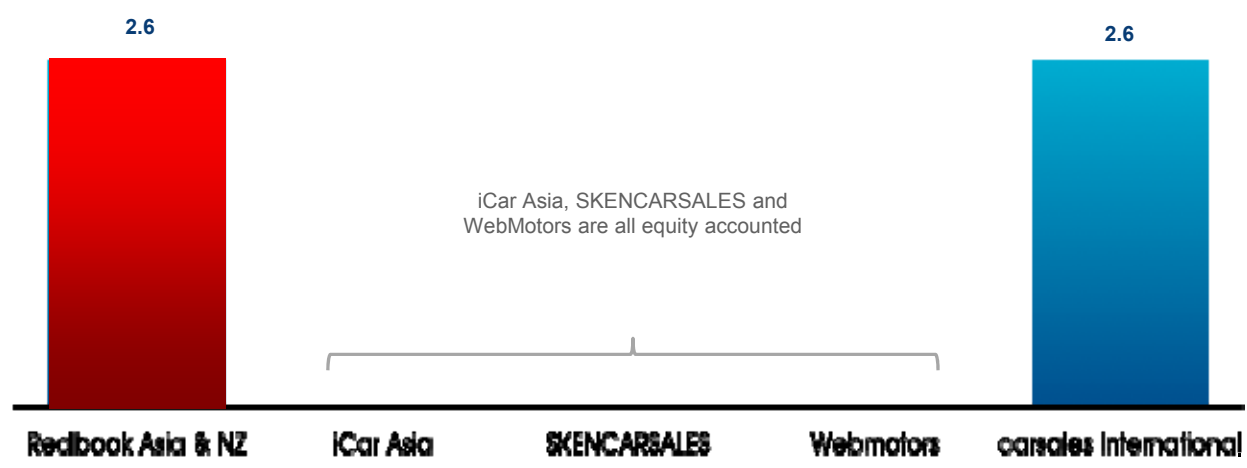 2.6
2.6
iCar Asia, SKENCARSALES and
WebMotors are all equity accounted
Redbook Asia & NZ
iCar Asia
SKENCARSALES
Webmotors
carsales International